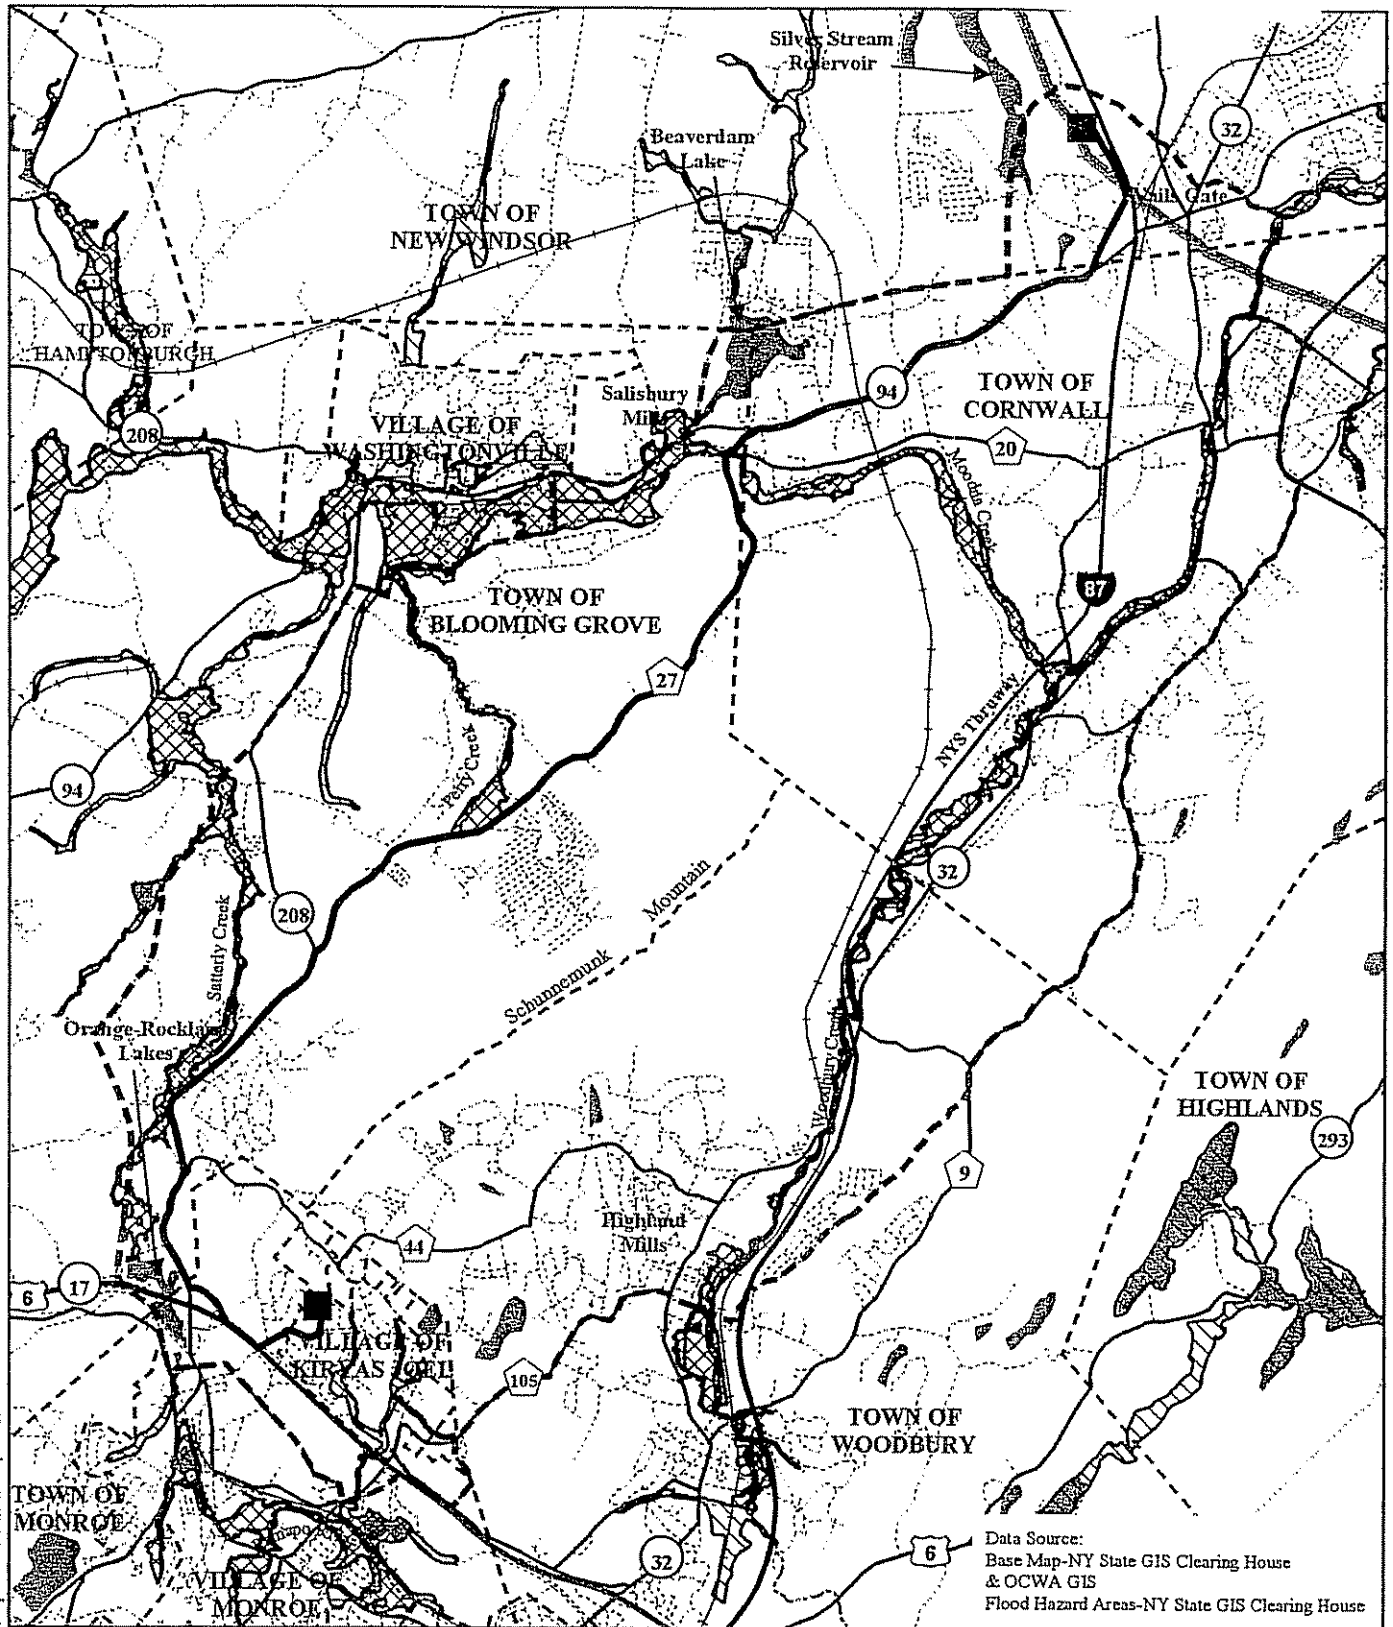 Silver Stream
Reservoir
32
Beaverdam
Lake
Vails Gate
TOWN OF
NEW WINDSOR
TOWN OF
HAMPTONBURGH
94
TOWN OF
CORNWALL
Salisbury
Mills
208
VILLAGE OF
WASHINGTONVILLE
20
Moodna Creek
87
TOWN OF
BLOOMING GROVE
27
NYS Thruway
Perry Creek
94
32
Mountain
208
Satterly Creek
Schunnemunk
Woodbury Creek
Orange-Rockland
Lakes
TOWN OF
HIGHLANDS
293
9
Highland
Mills
44
6
17
VILLAGE OF
KIRYAS JOEL
105
TOWN OF
WOODBURY
TOWN OF
MONROE
VILLAGE OF
MONROE
32
6
Data Source:
Base Map-NY State GIS Clearing House
& OCWA GIS
Flood Hazard Areas-NY State GIS Clearing House